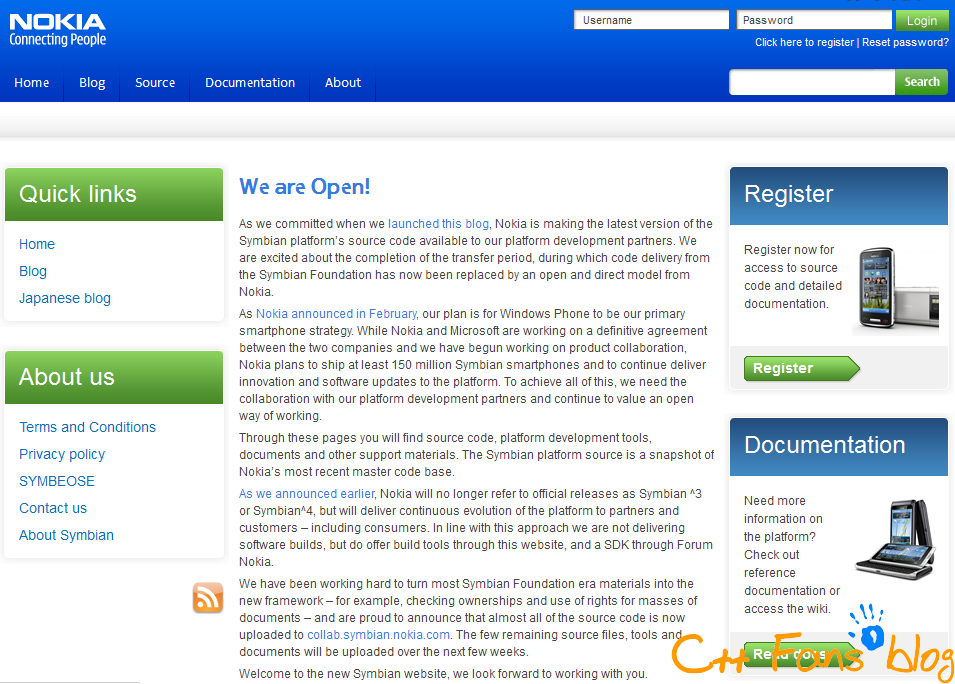 NOKIA
Connecting People
Username
Password
Login
Click here to register | Reset password?
Home
Blog
Source
Documentation
About
Search
Quick links
Home
Blog
Japanese blog
About us
Terms and Conditions
Privacy policy
SYMBEOSE
Contact us
About Symbian
We are Open!
As we committed when we launched this blog, Nokia is making the latest version of the
Symbian platform's source code available to our platform development partners. We
are excited about the completion of the transfer period, during which code delivery from
the Symbian Foundation has now been replaced by an open and direct model from
Nokia.
As Nokia announced in February, our plan is for Windows Phone to be our primary
smartphone strategy. While Nokia and Microsoft are working on a definitive agreement
between the two companies and we have begun working on product collaboration,
Nokia plans to ship at least 150 million Symbian smartphones and to continue deliver
innovation and software updates to the platform. To achieve all of this, we need the
collaboration with our platform development partners and continue to value an open
way of working.
Through these pages you will find source code, platform development tools,
documents and other support materials. The Symbian platform source is a snapshot of
Nokia's most recent master code base.
As we announced earlier, Nokia will no longer refer to official releases as Symbian ^3
or Symbian^4, but will deliver continuous evolution of the platform to partners and
customers – including consumers. In line with this approach we are not delivering
software builds, but do offer build tools through this website, and a SDK through Forum
Nokia.
We have been working hard to turn most Symbian Foundation era materials into the
new framework – for example, checking ownerships and use of rights for masses of
documents – and are proud to announce that almost all of the source code is now
uploaded to collab.symbian.nokia.com. The few remaining source files, tools and
documents will be uploaded over the next few weeks.
Welcome to the new Symbian website, we look forward to working with you.
Register
Register now for
access to source
code and detailed
documentation.
Register
Documentation
Need more
information on
the platform?
Check out
reference
documentation or
access the wiki.
Read docs
C++ Fans blog